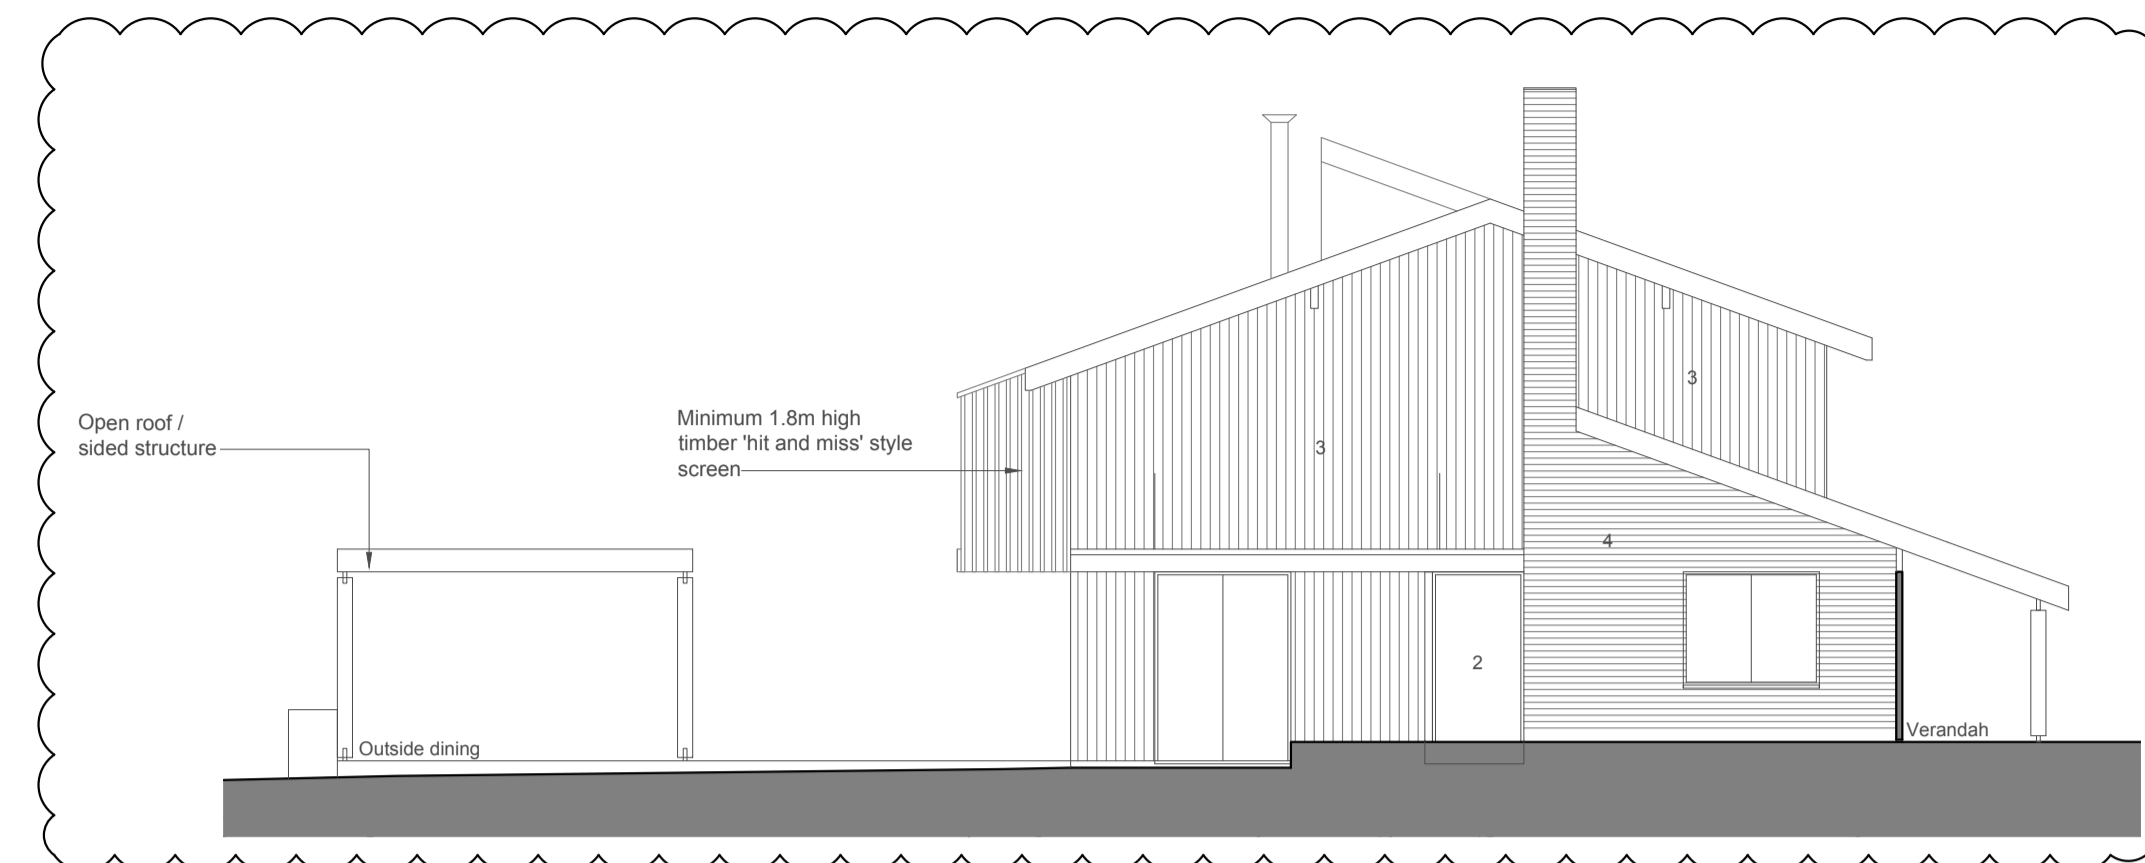 Open roof /
sided structure
Minimum 1.8m high
timber 'hit and miss' style
screen
3
3
4
2
Outside dining
Verandah